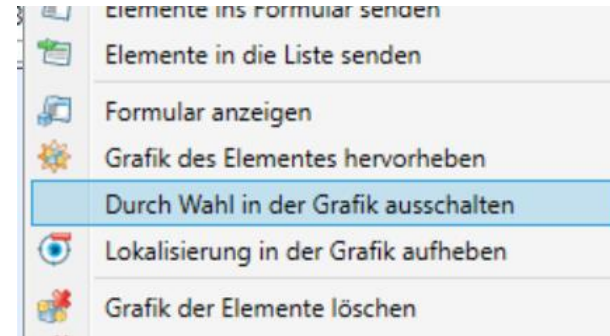 Elemente ins Formular senden
Elemente in die Liste senden
Formular anzeigen
Grafik des Elementes hervorheben
Durch Wahl in der Grafik ausschalten
Lokalisierung in der Grafik aufheben
Grafik der Elemente löschen